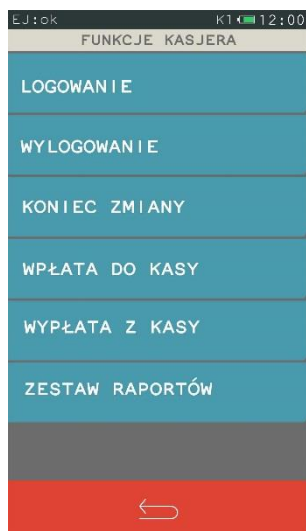 EJ:ok K1 12:00
FUNKCJE KASJERA
LOGOWANIE
WYLOGOWANIE
KONIEC ZMIANY
WPŁATA DO KASY
WYPŁATA Z KASY
ZESTAW RAPORTÓW